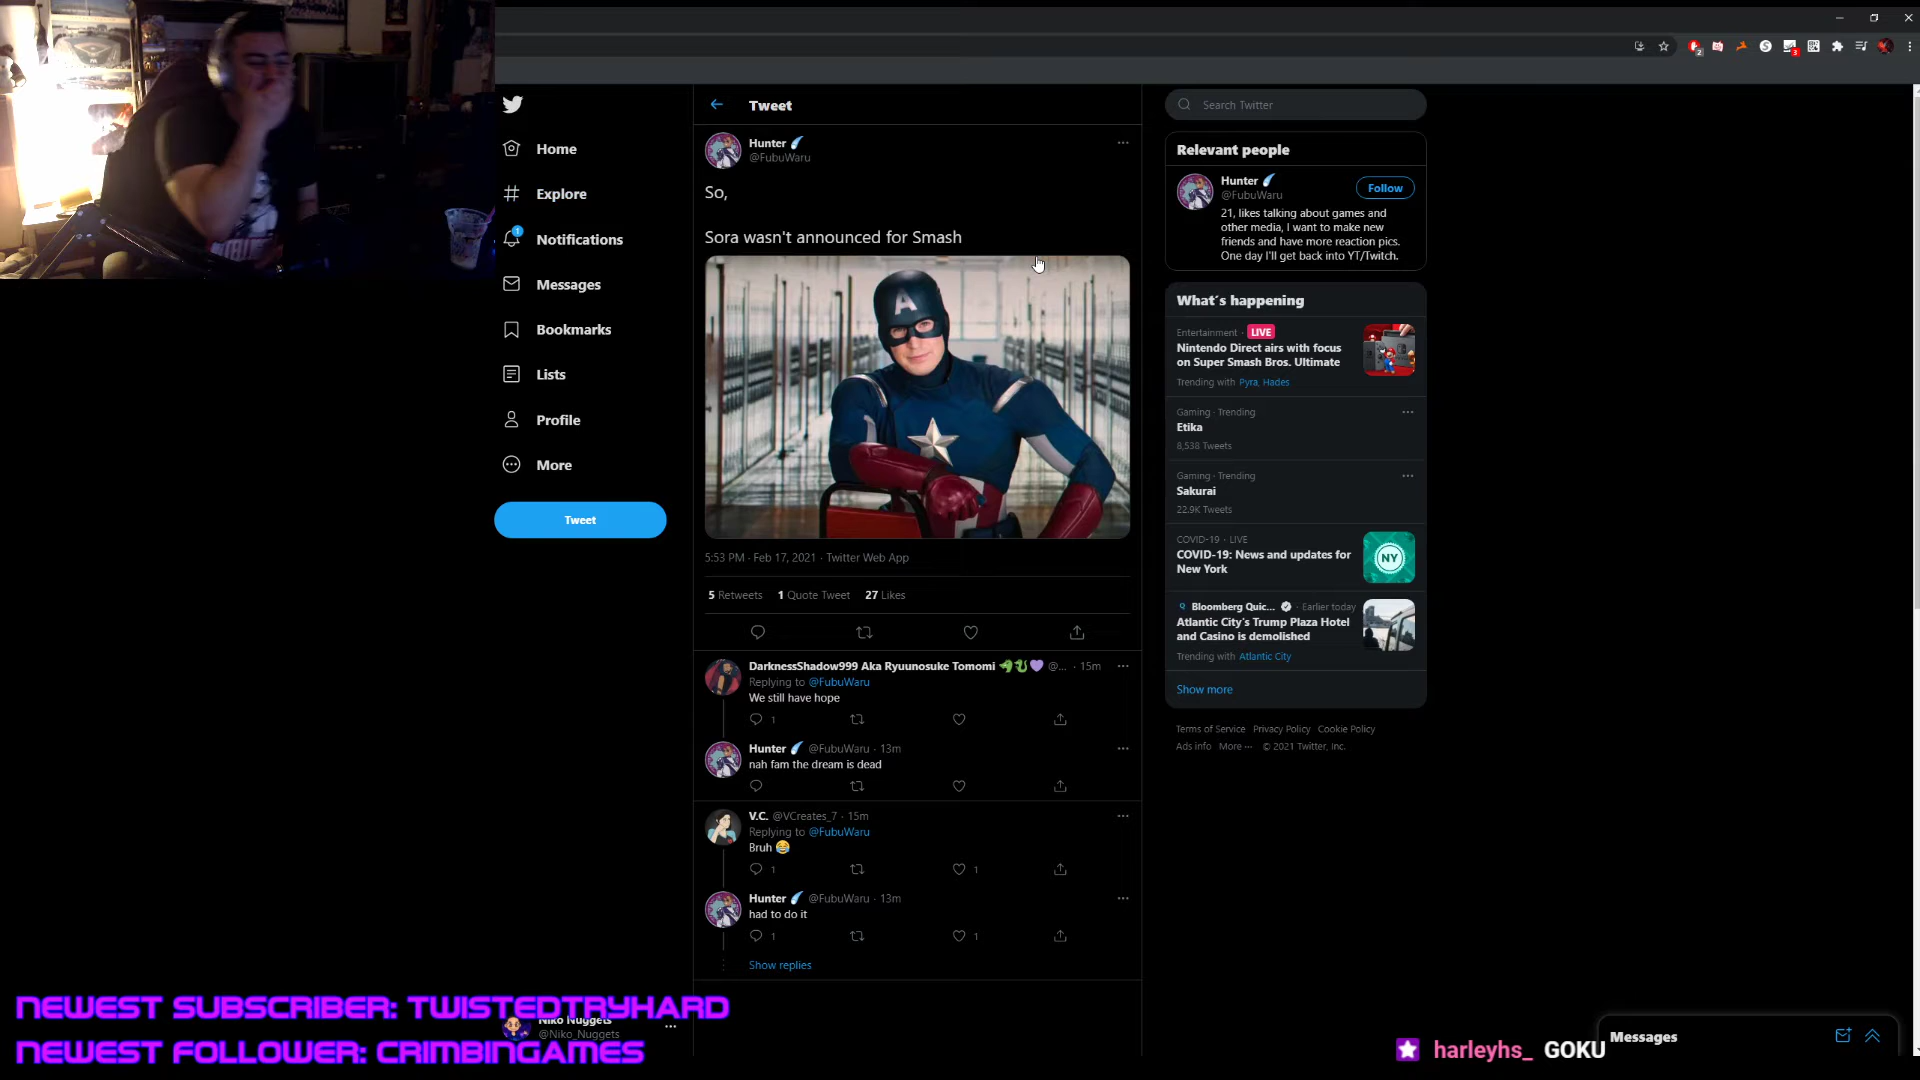 Tweet
Search Twitter
Home
Explore
1
Notifications
Messages
Bookmarks
Lists
Profile
More
Tweet
Hunter
@FubuWaru
So,
Sora wasn't announced for Smash
A
5:53 PM · Feb 17, 2021 · Twitter Web App
5 Retweets 1 Quote Tweet 27 Likes
DarknessShadow999 Aka Ryuunosuke Tomomi @... · 15m
Replying to @FubuWaru
We still have hope
1
Hunter @FubuWaru · 13m
nah fam the dream is dead
V.C. @VCreates_7 · 15m
Replying to @FubuWaru
Bruh 😂
1 1
Hunter @FubuWaru · 13m
had to do it
1 1
Show replies
Relevant people
Hunter
@FubuWaru
Follow
21, likes talking about games and
other media, I want to make new
friends and have more reaction pics.
One day I'll get back into YT/Twitch.
What's happening
Entertainment · LIVE
Nintendo Direct airs with focus
on Super Smash Bros. Ultimate
Trending with Pyra, Hades
Gaming · Trending
Etika
8,538 Tweets
Gaming · Trending
Sakurai
22.9K Tweets
COVID-19 · LIVE
COVID-19: News and updates for
New York
NY
Bloomberg Quic... · Earlier today
Atlantic City's Trump Plaza Hotel
and Casino is demolished
Trending with Atlantic City
Show more
Terms of Service Privacy Policy Cookie Policy
Ads info More ··· © 2021 Twitter, Inc.
NEWEST SUBSCRIBER: TWISTEDTRYHARD
Niko Nuggets
@Niko_Nuggets
NEWEST FOLLOWER: CRIMBINGAMES
harleyhs_ GOKU
Messages